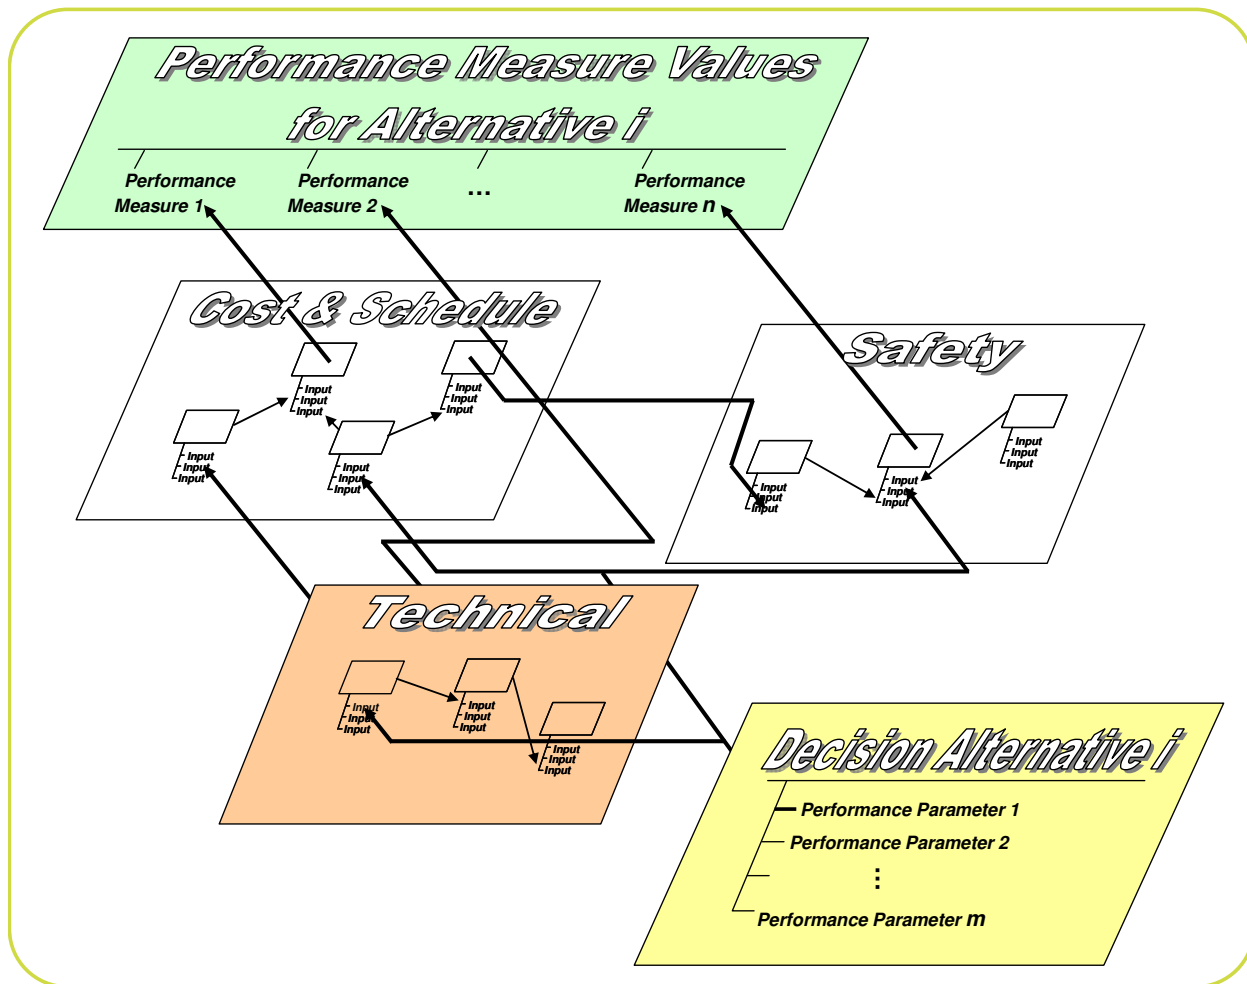 Performance Measure Values
for Alternative i
Performance
Measure 1
Performance
Measure 2
...
Performance
Measure n
Cost & Schedule
Input
Input
Input
Input
Input
Input
Input
Input
Input
Input
Input
Input
Safety
Input
Input
Input
Input
Input
Input
Input
Input
Input
Technical
Input
Input
Input
Input
Input
Input
Input
Input
Input
Decision Alternative i
Performance Parameter 1
Performance Parameter 2
⋮
Performance Parameter m